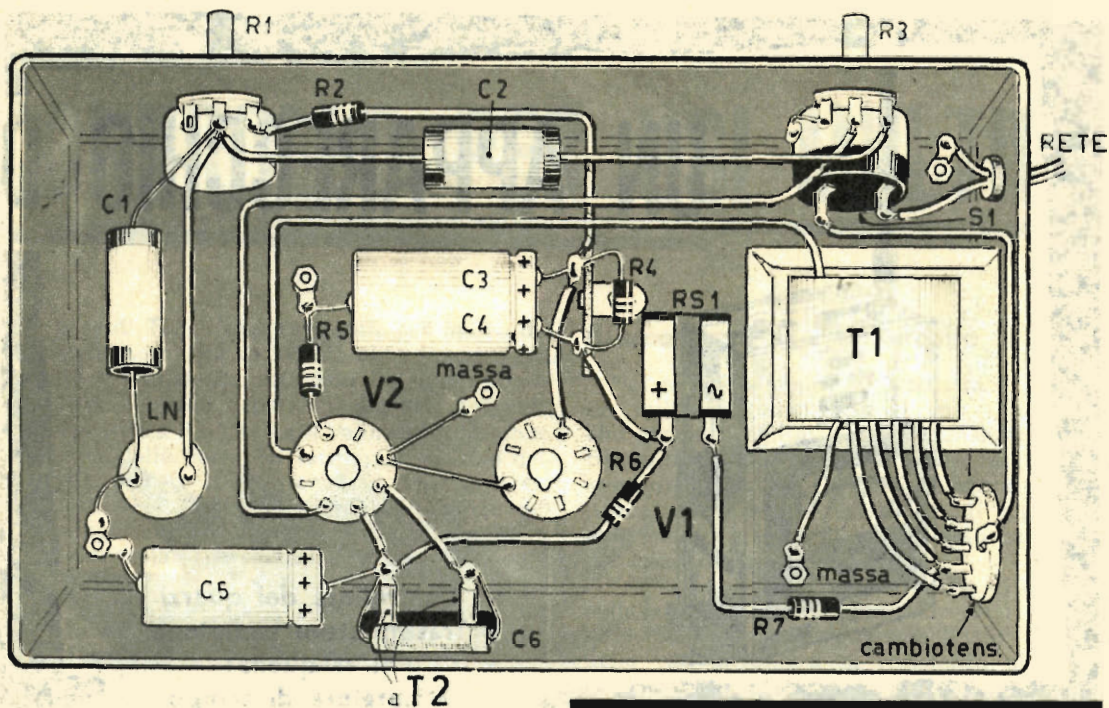 R1
R3
R2
C2
RETE
C1
S1
C3
R4
RS1
C4
R5
T1
massa
V2
+
~
LN
R6
V1
C5
massa
R7
C6
cambiotens.
a T2